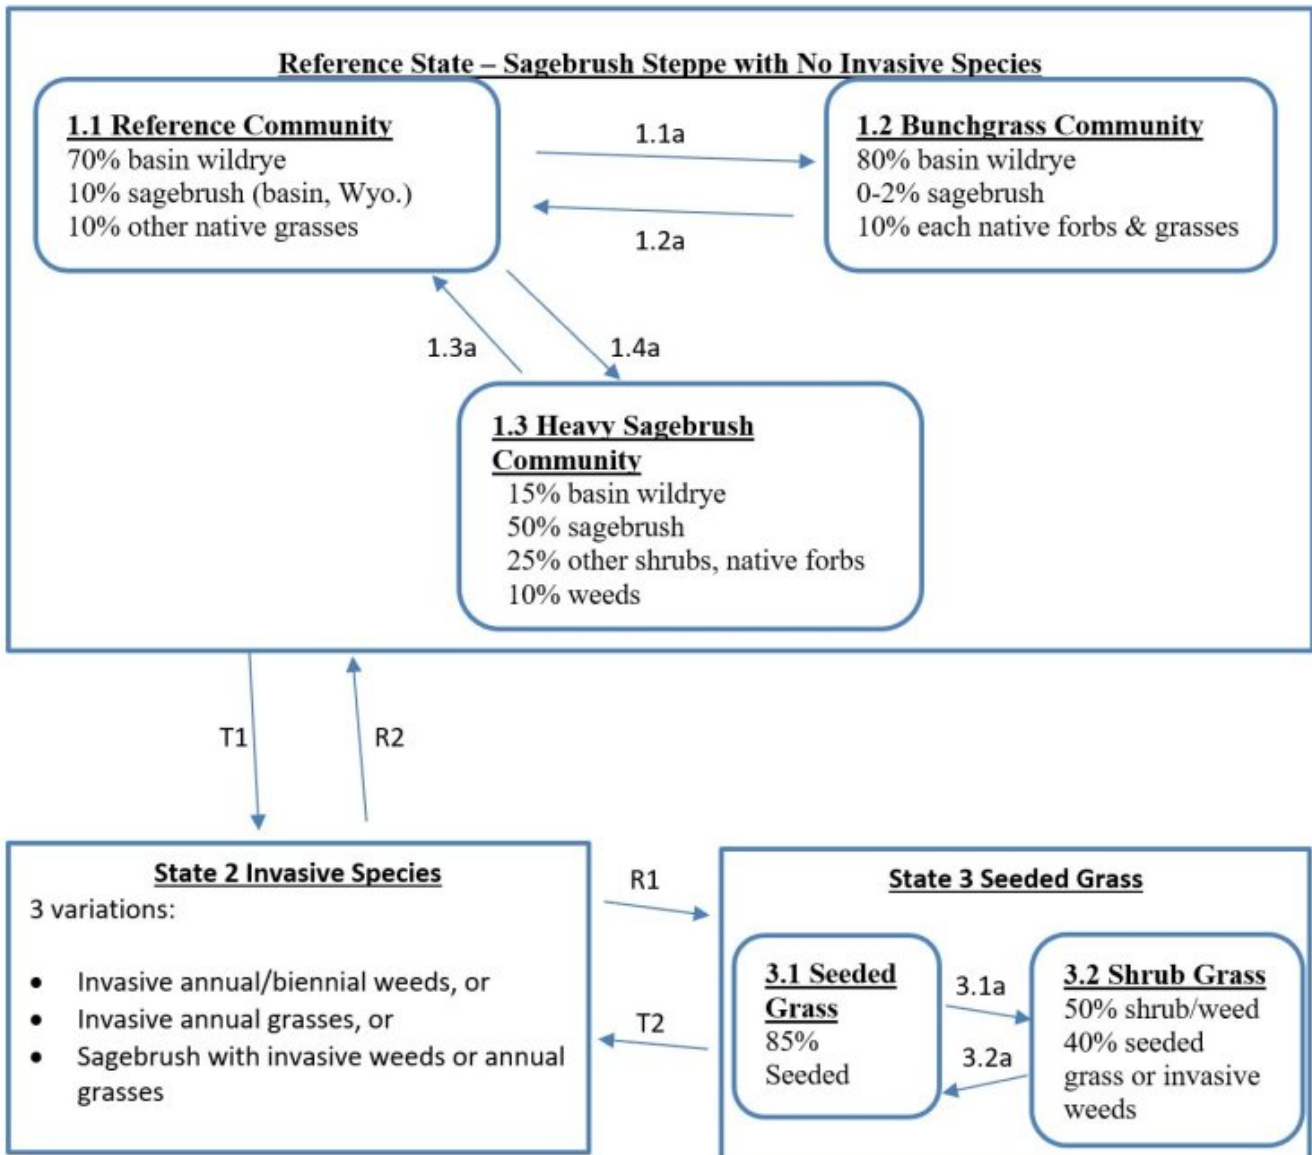 Reference State – Sagebrush Steppe with No Invasive Species
1.1 Reference Community
70% basin wildrye
10% sagebrush (basin, Wyo.)
10% other native grasses
1.1a
1.2a
1.2 Bunchgrass Community
80% basin wildrye
0-2% sagebrush
10% each native forbs & grasses
1.3a
1.4a
1.3 Heavy Sagebrush
Community
15% basin wildrye
50% sagebrush
25% other shrubs, native forbs
10% weeds
T1
R2
State 2 Invasive Species
3 variations:
• Invasive annual/biennial weeds, or
• Invasive annual grasses, or
• Sagebrush with invasive weeds or annual
grasses
R1
T2
State 3 Seeded Grass
3.1 Seeded
Grass
85%
Seeded
3.1a
3.2a
3.2 Shrub Grass
50% shrub/weed
40% seeded
grass or invasive
weeds